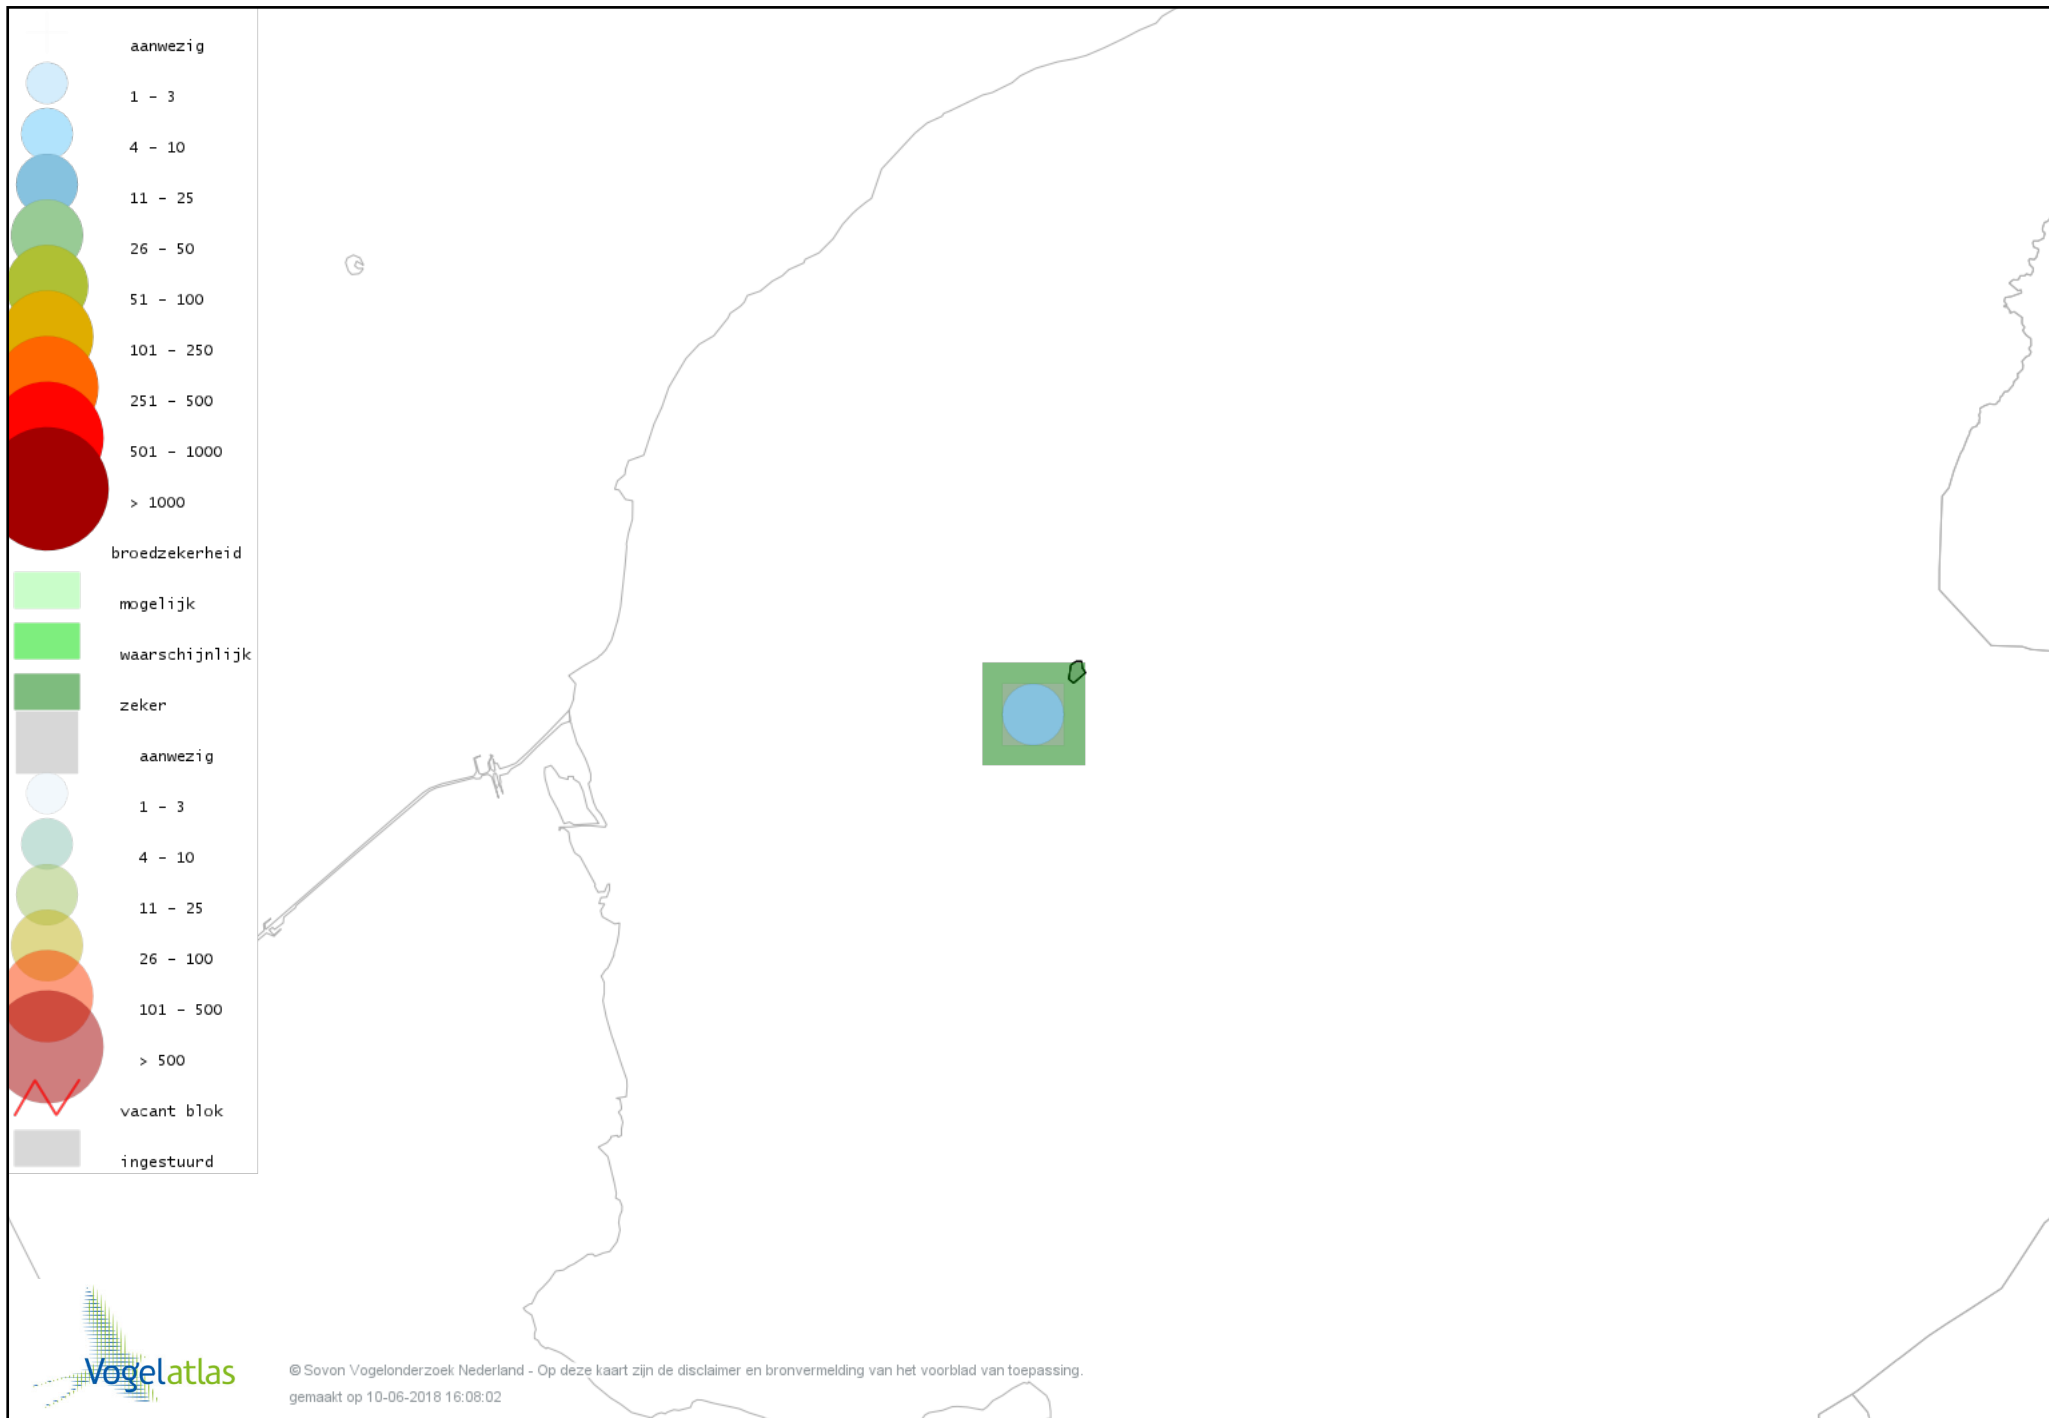 aanwezig
1 - 3
4 - 10
11 - 25
26 - 50
51 - 100
101 - 250
251 - 500
501 - 1000
> 1000
broedzekerheid
mogelijk
waarschijnlijk
zeker
aanwezig
1 - 3
4 - 10
11 - 25
26 - 100
101 - 500
> 500
vacant blok
ingestuurd
Vogelatlas
© Sovon Vogelonderzoek Nederland - Op deze kaart zijn de disclaimer en bronvermelding van het voorblad van toepassing.
gemaakt op 10-06-2018 16:08:02